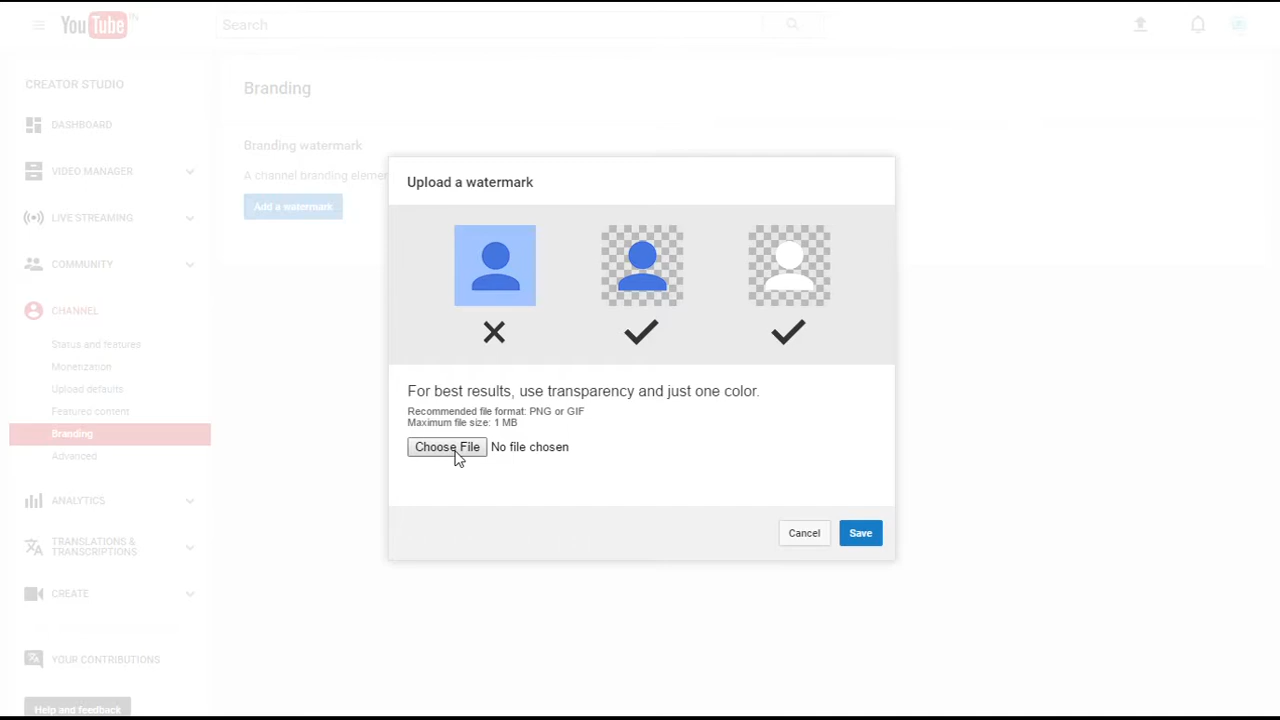 YouTube IN
Search
CREATOR STUDIO
DASHBOARD
VIDEO MANAGER
LIVE STREAMING
COMMUNITY
CHANNEL
Status and features
Monetization
Upload defaults
Featured content
Branding
Advanced
ANALYTICS
TRANSLATIONS &
TRANSCRIPTIONS
CREATE
YOUR CONTRIBUTIONS
Help and feedback
Branding
Branding watermark
A channel branding elemen
Add a watermark
Upload a watermark
For best results, use transparency and just one color.
Recommended file format: PNG or GIF
Maximum file size: 1 MB
Choose File No file chosen
Cancel Save